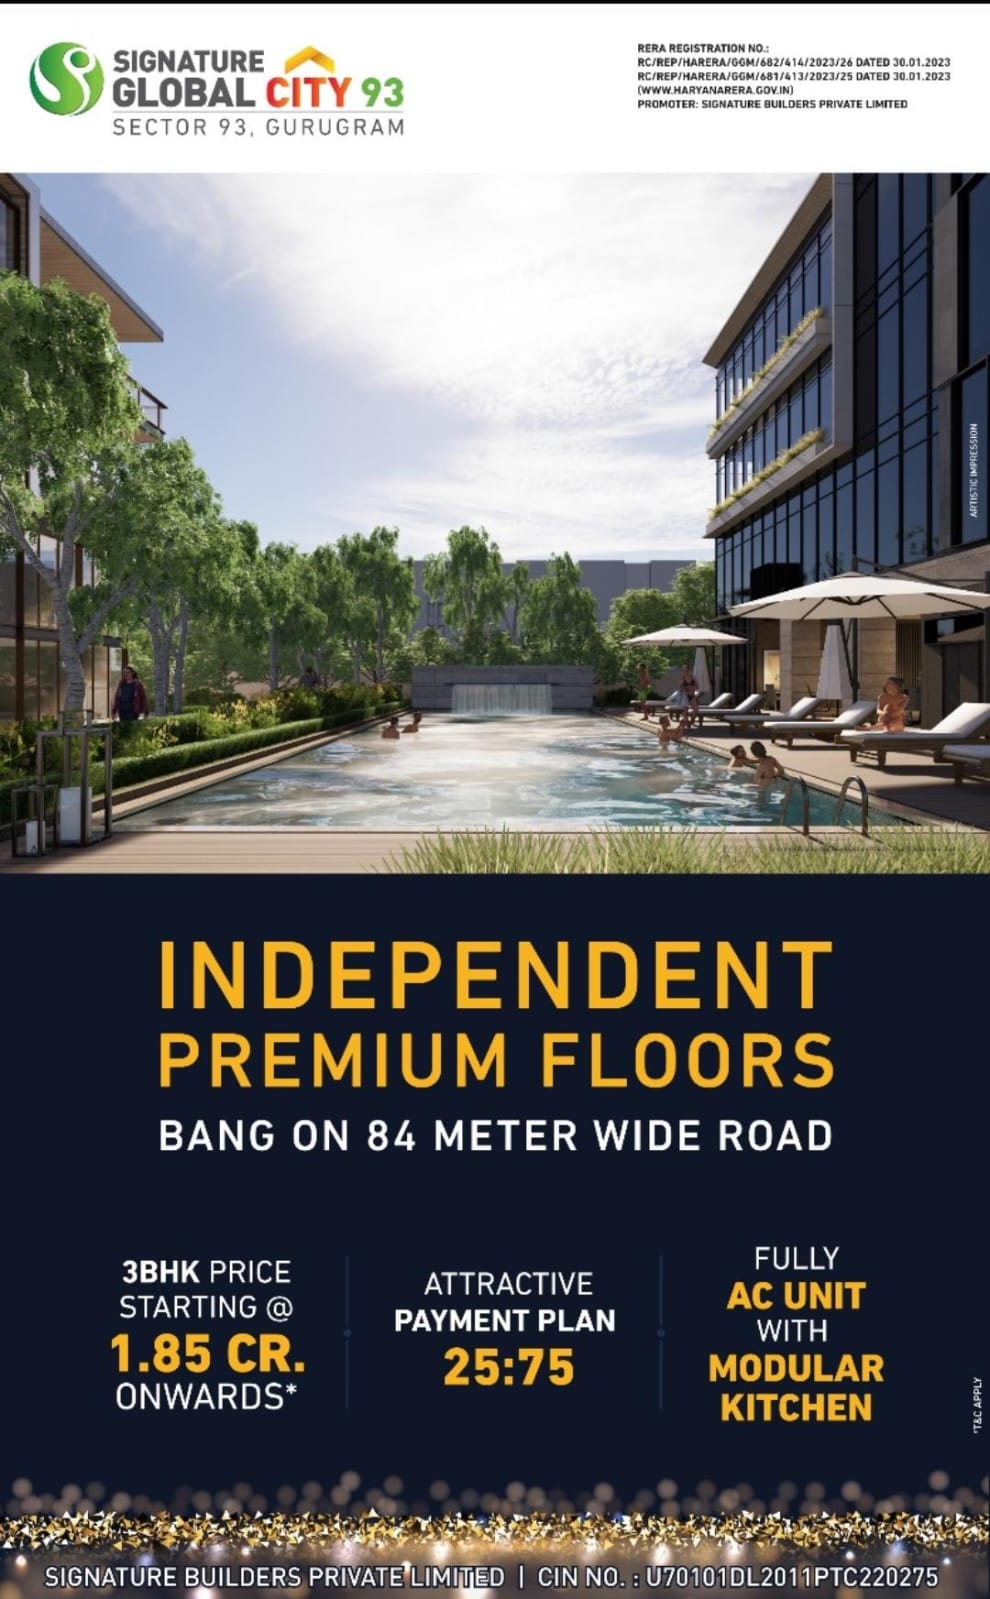 SIGNATURE
GLOBAL CITY 93
SECTOR 93, GURUGRAM
RERA REGISTRATION NO.:
RC/REP/HARERA/GGM/682/414/2023/26 DATED 30.01.2023
RC/REP/HARERA/GGM/681/413/2023/25 DATED 30.01.2023
(WWW.HARYANARERA.GOV.IN)
PROMOTER: SIGNATURE BUILDERS PRIVATE LIMITED
ARTISTIC IMPRESSION
INDEPENDENT
PREMIUM FLOORS
BANG ON 84 METER WIDE ROAD
3BHK PRICE
STARTING @
1.85 CR.
ONWARDS*
ATTRACTIVE
PAYMENT PLAN
25:75
FULLY
AC UNIT
WITH
MODULAR
KITCHEN
*T&C APPLY
SIGNATURE BUILDERS PRIVATE LIMITED | CIN NO. : U70101DL2011PTC220275